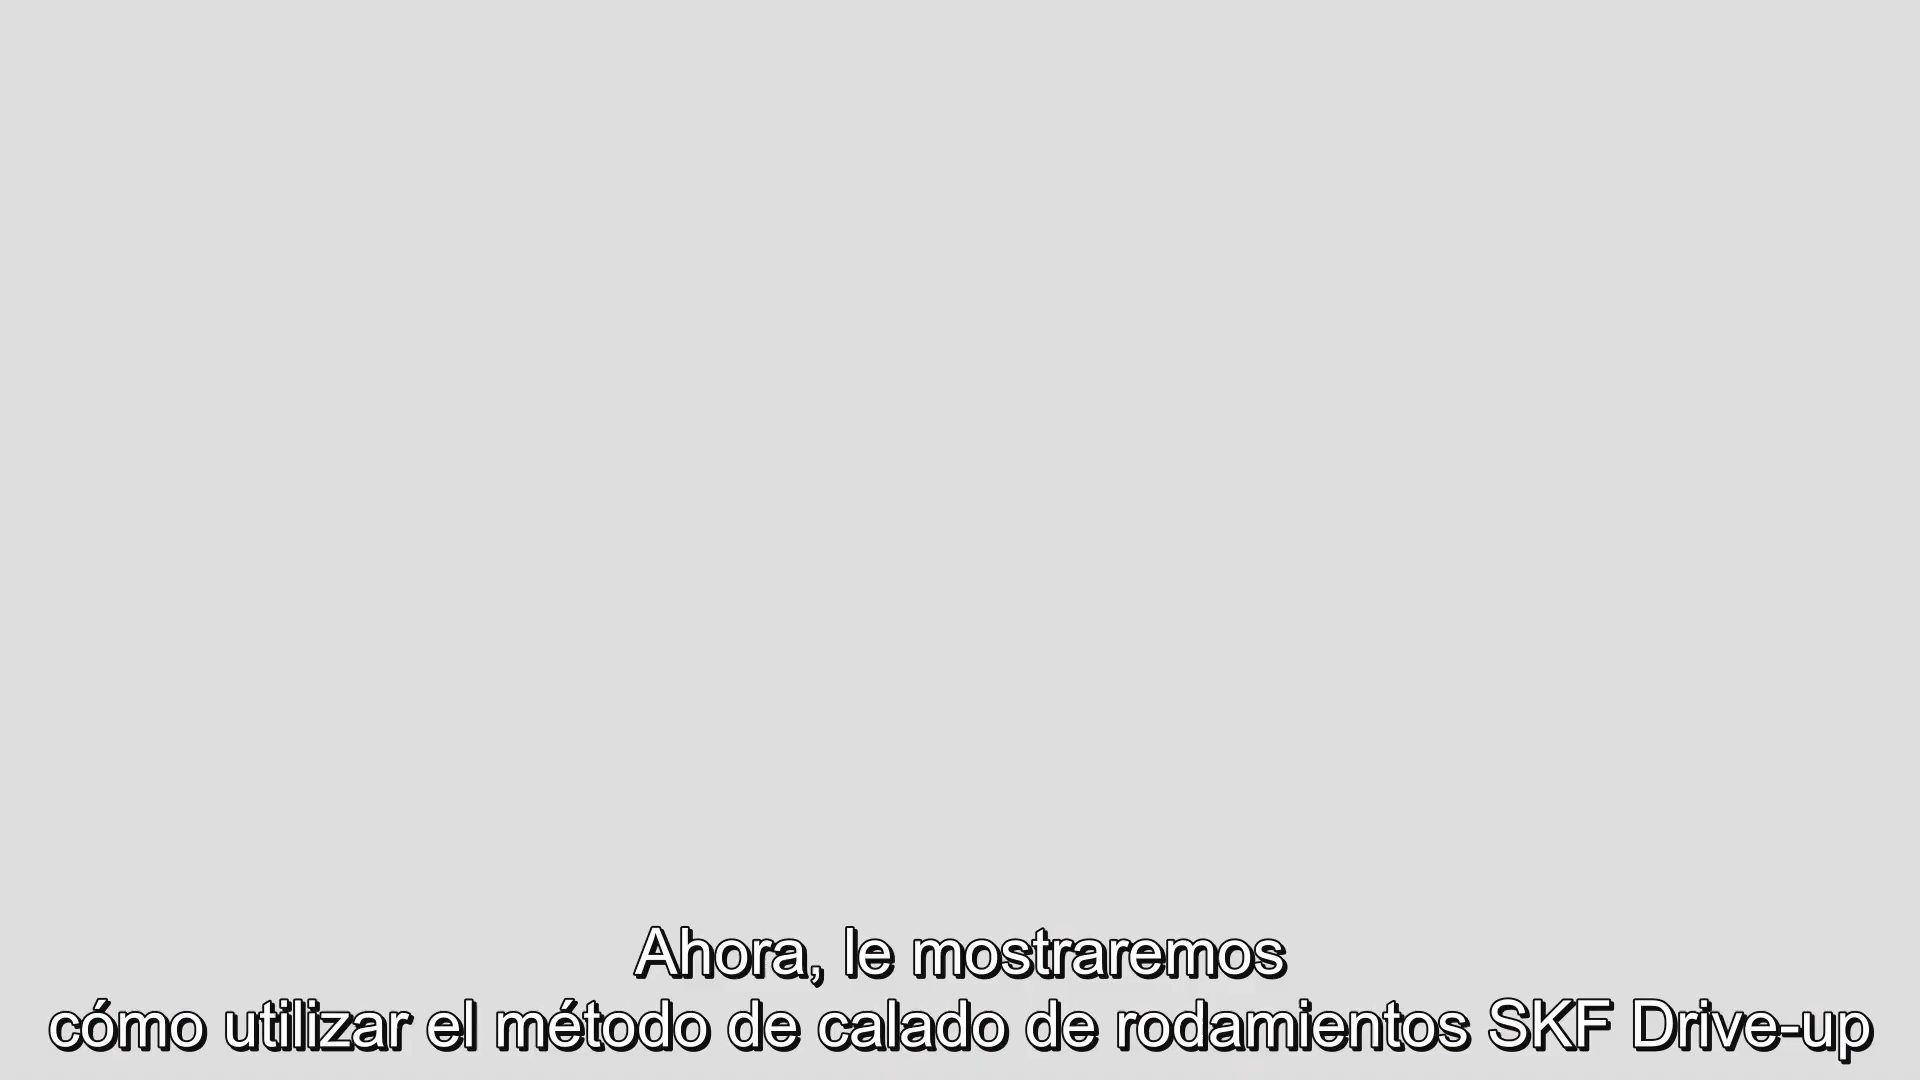 Ahora, le mostraremos
cómo utilizar el método de calado de rodamientos SKF Drive-up